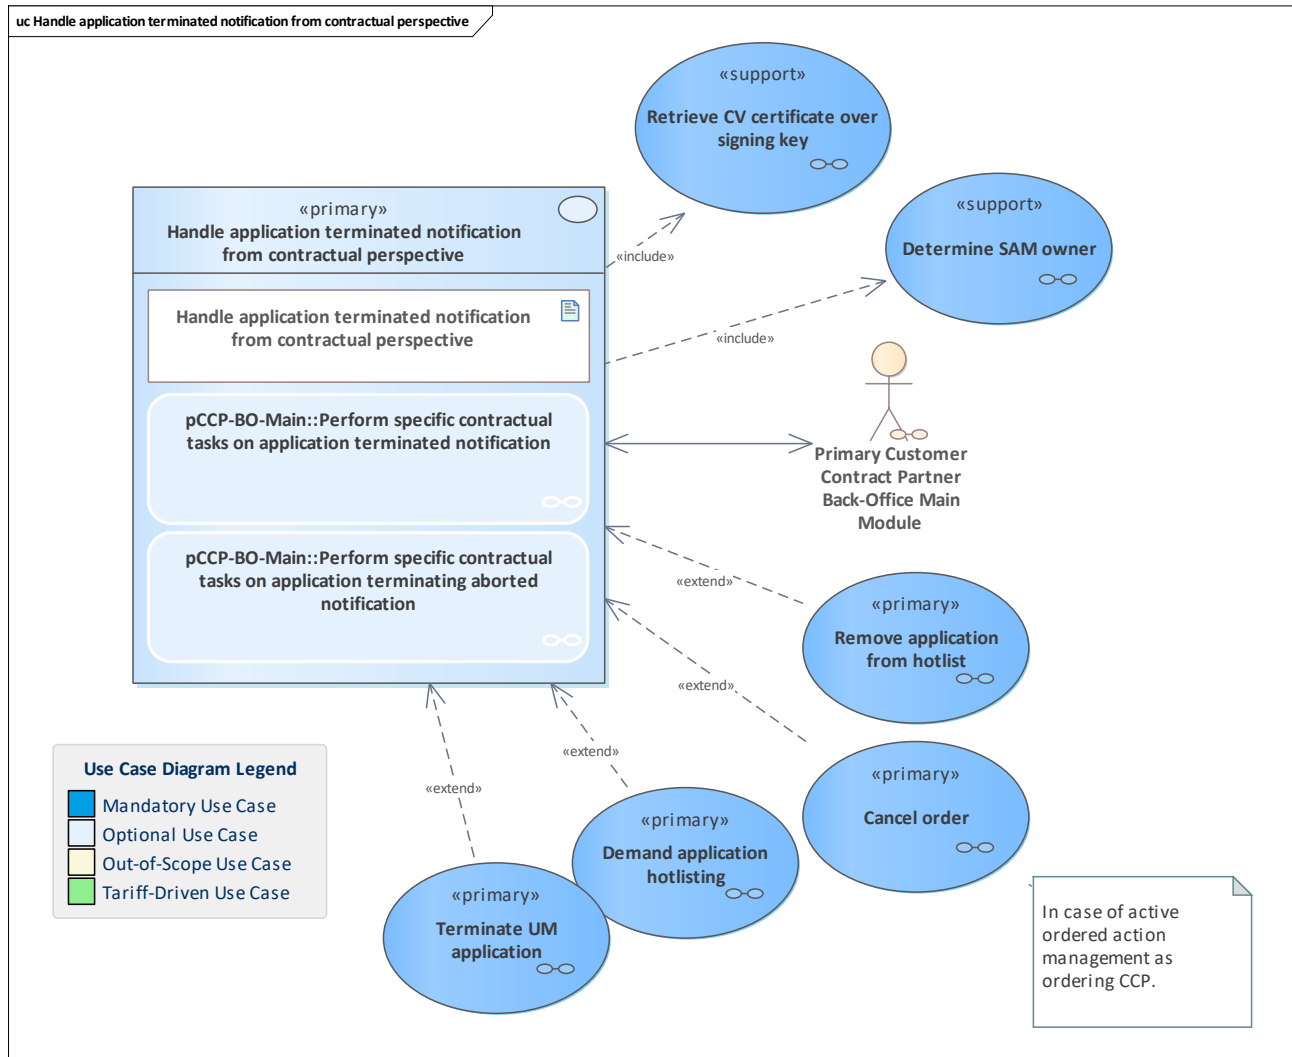 uc Handle application terminated notification from contractual perspective
«support»
Retrieve CV certificate over
signing key
«support»
Determine SAM owner
«primary»
Handle application terminated notification
from contractual perspective
«include»
«include»
Handle application terminated notification
from contractual perspective
pCCP-BO-Main::Perform specific contractual
tasks on application terminated notification
Primary Customer
Contract Partner
Back-Office Main
Module
pCCP-BO-Main::Perform specific contractual
tasks on application terminating aborted
notification
«extend»
«primary»
Remove application
from hotlist
«extend»
«extend»
«extend»
«primary»
Cancel order
«primary»
Demand application
hotlisting
«primary»
Terminate UM
application
Use Case Diagram Legend
Mandatory Use Case
Optional Use Case
Out-of-Scope Use Case
Tariff-Driven Use Case
In case of active
ordered action
management as
ordering CCP.